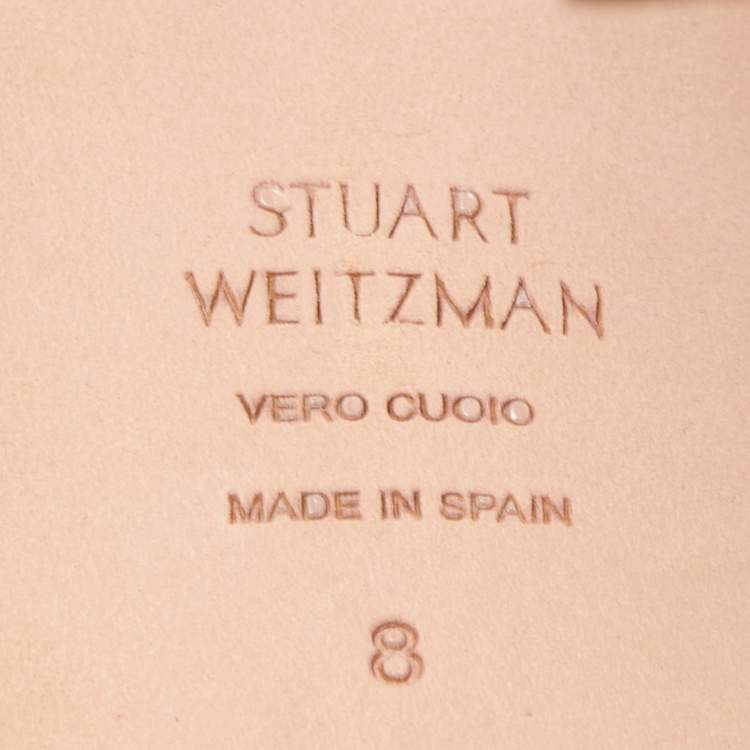 STUART
WEITZMAN
VERO CUOIO
MADE IN SPAIN
8